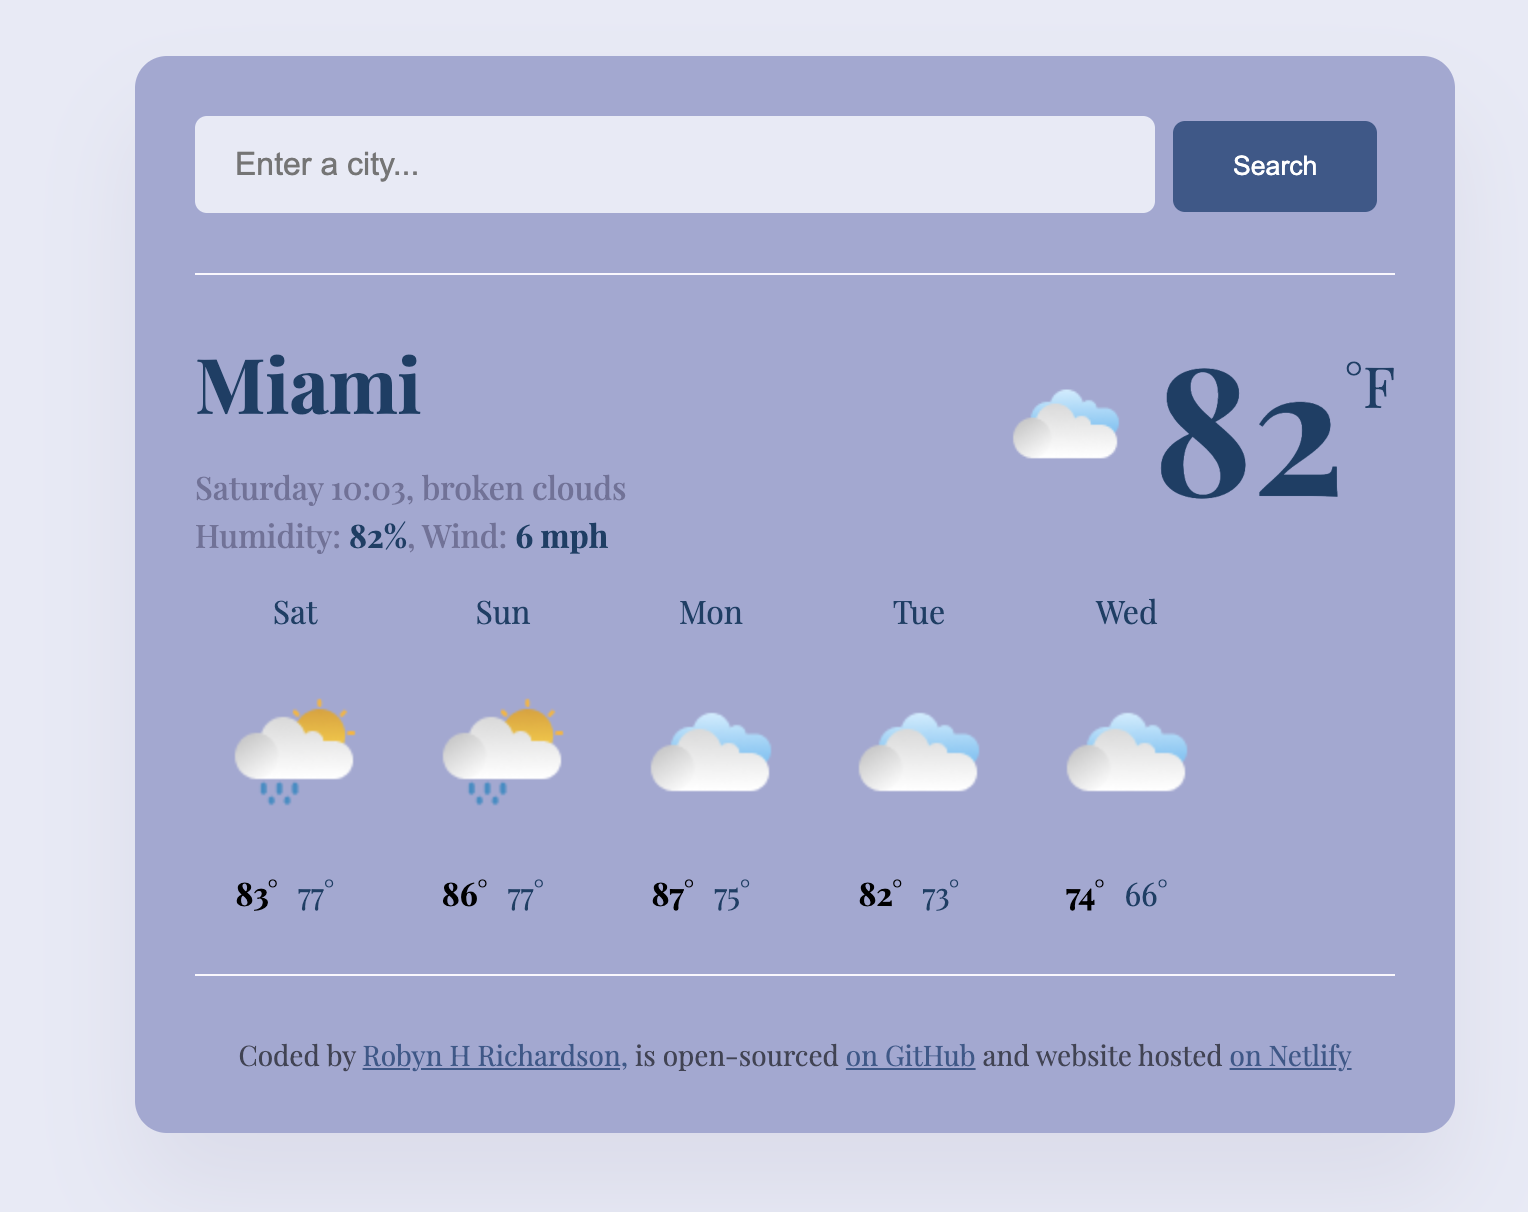 Enter a city...
Search
Miami
82°F
Saturday 10:03, broken clouds
Humidity: 82%, Wind: 6 mph
Sat Sun Mon Tue Wed
83° 77° 86° 77° 87° 75° 82° 73° 74° 66°
Coded by Robyn H Richardson, is open-sourced on GitHub and website hosted on Netlify